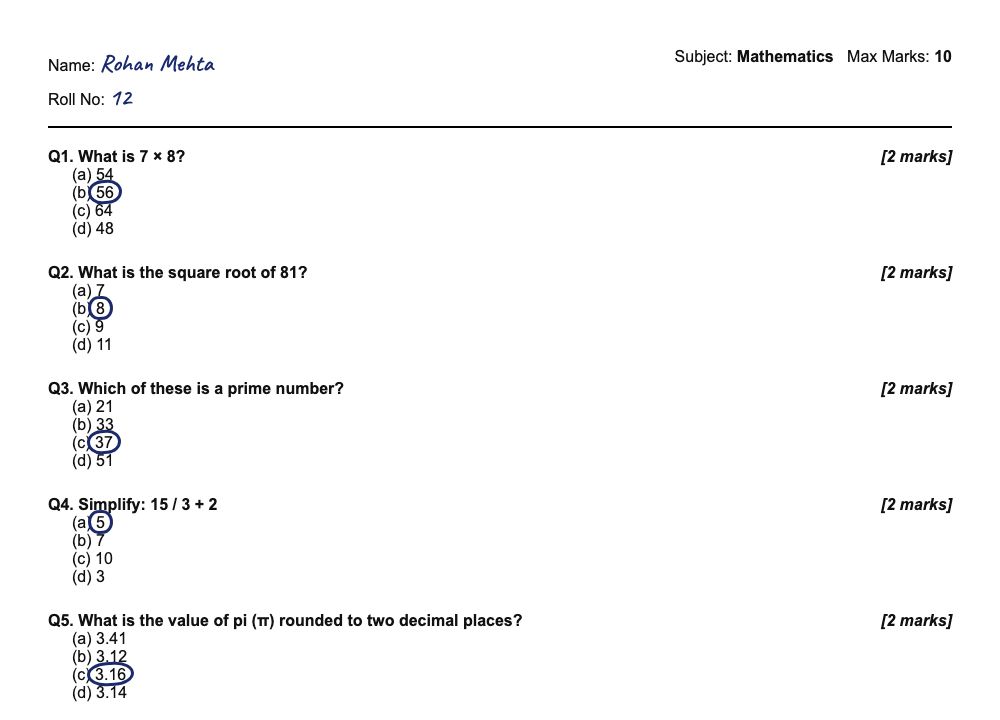 Name: Rohan Mehta
Subject: Mathematics Max Marks: 10
Roll No: 12
Q1. What is 7 × 8? [2 marks]
(a) 54
(b) 56
(c) 64
(d) 48
Q2. What is the square root of 81? [2 marks]
(a) 7
(b) 8
(c) 9
(d) 11
Q3. Which of these is a prime number? [2 marks]
(a) 21
(b) 33
(c) 37
(d) 51
Q4. Simplify: 15 / 3 + 2 [2 marks]
(a) 5
(b) 7
(c) 10
(d) 3
Q5. What is the value of pi (π) rounded to two decimal places? [2 marks]
(a) 3.41
(b) 3.12
(c) 3.16
(d) 3.14